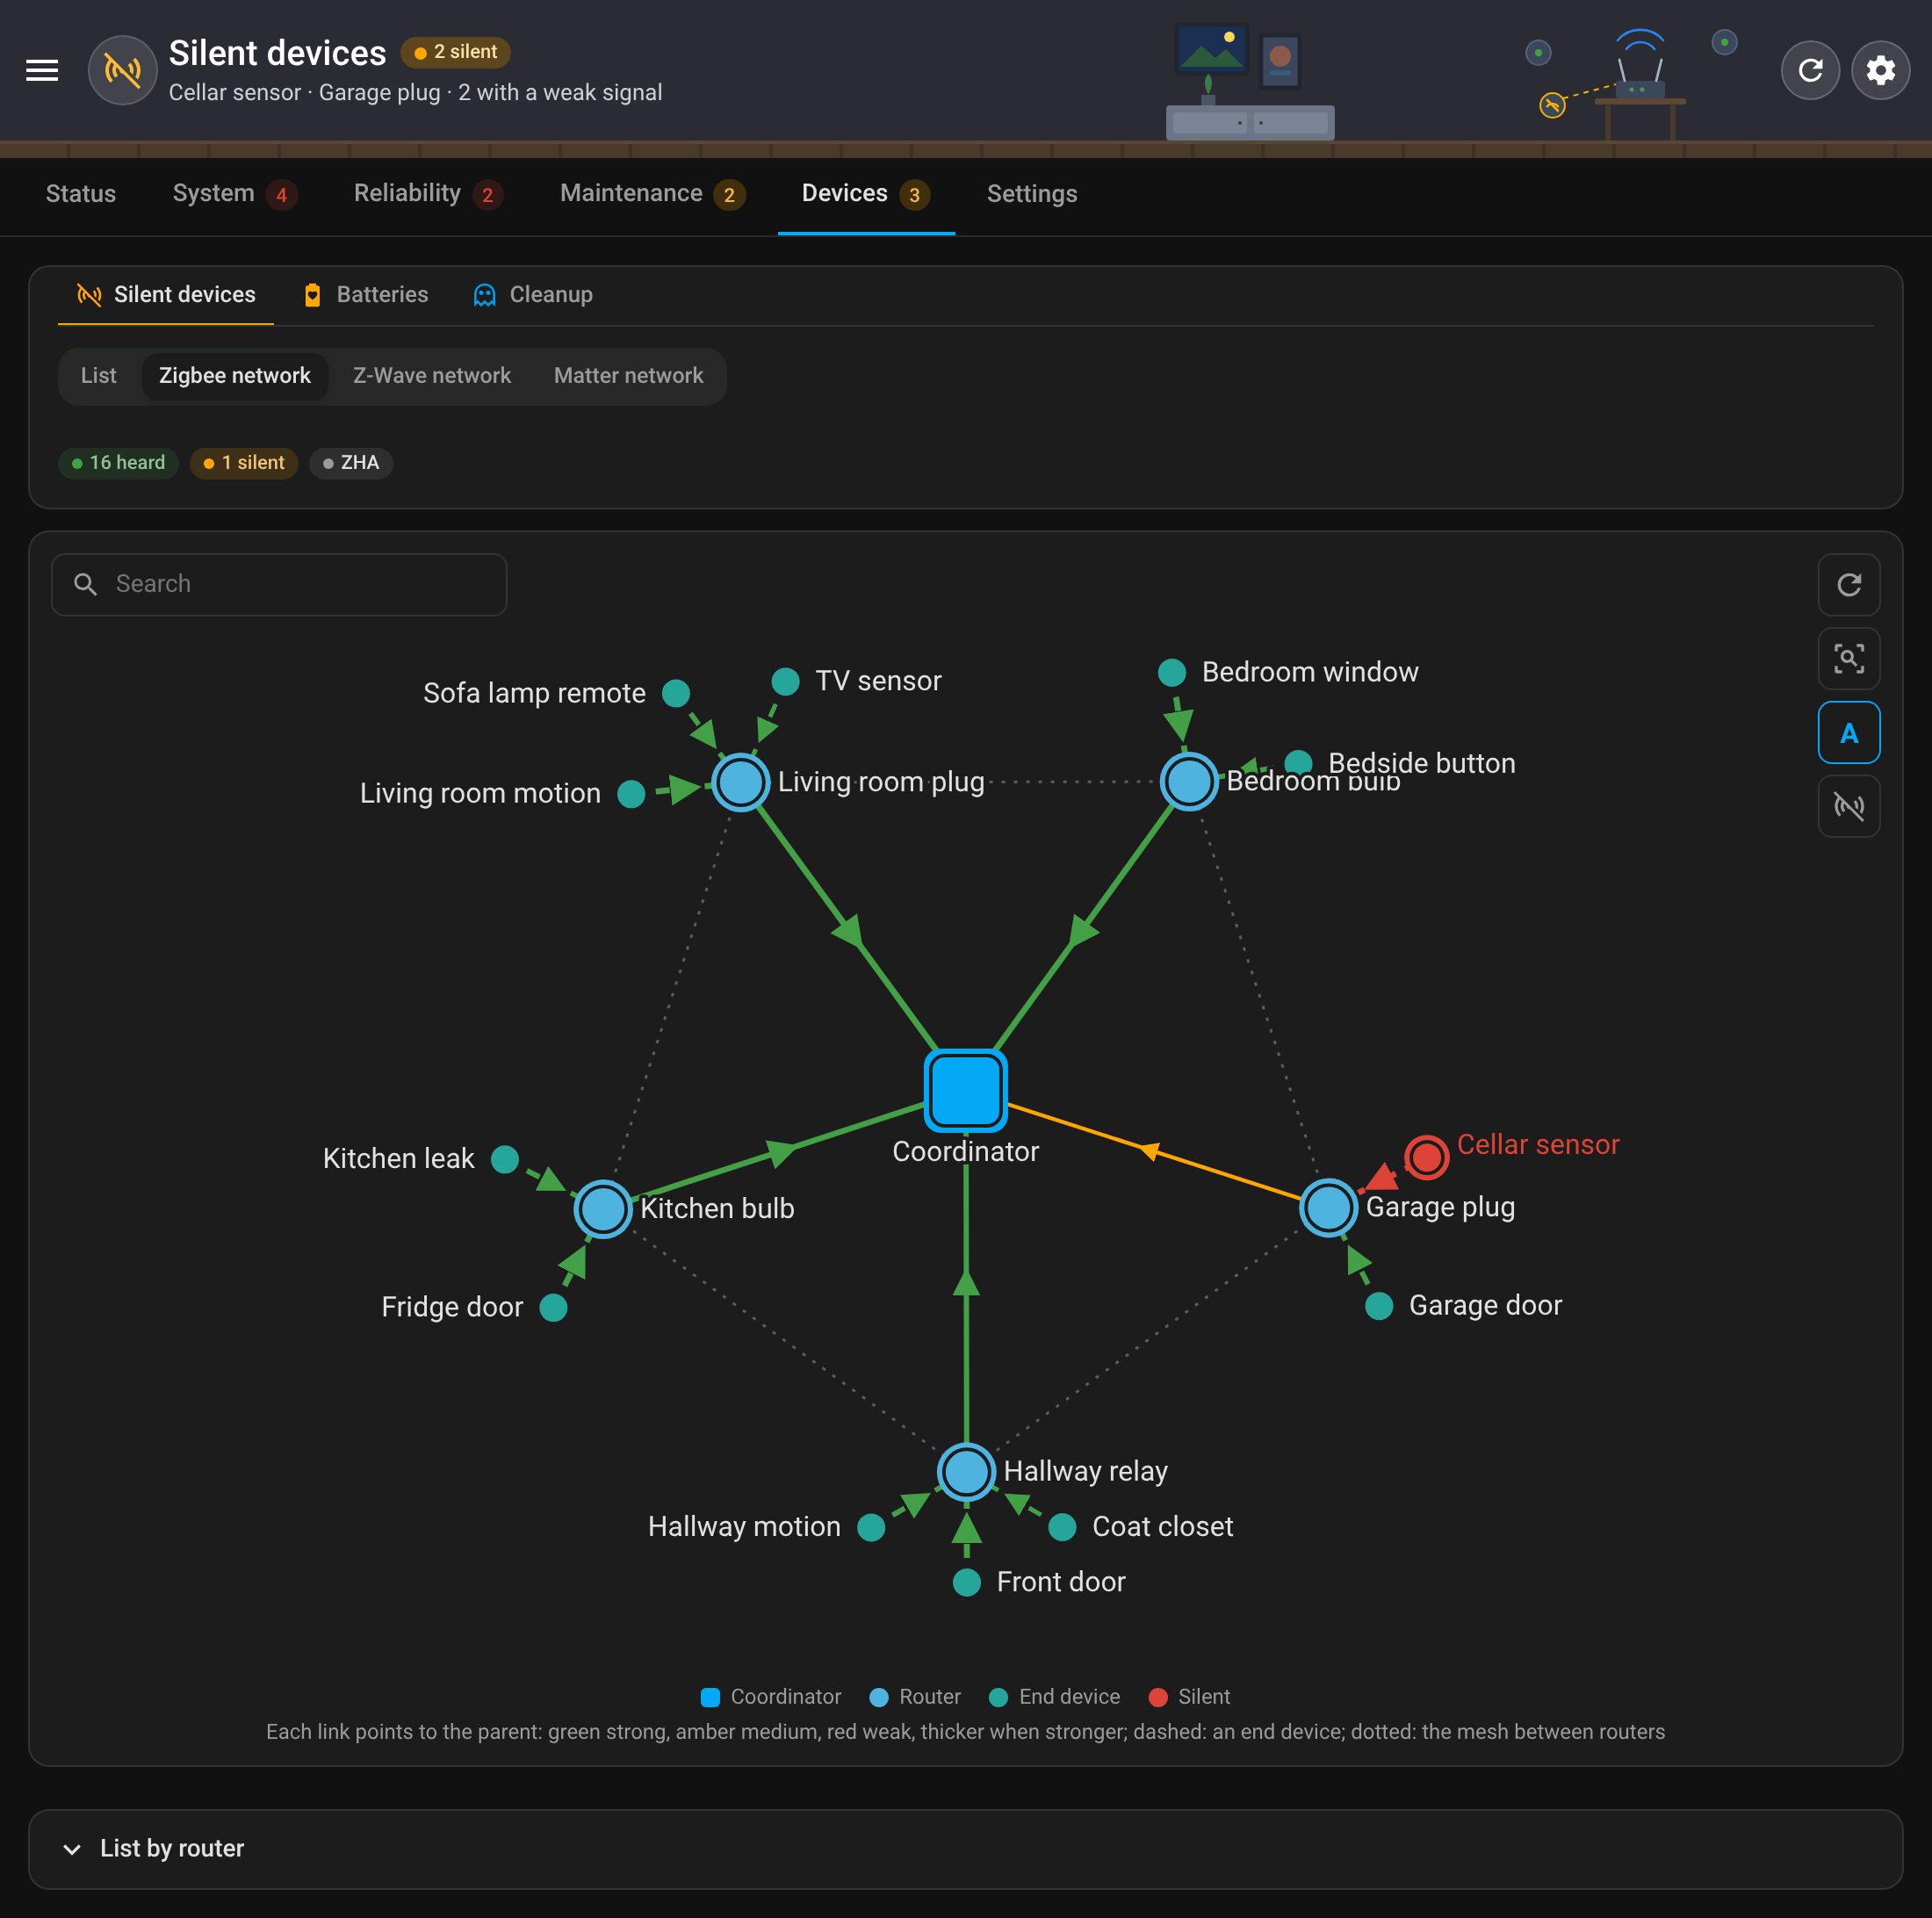 Silent devices
2 silent
Cellar sensor · Garage plug · 2 with a weak signal
Status
System 4
Reliability 2
Maintenance 2
Devices 3
Settings
Silent devices
Batteries
Cleanup
List
Zigbee network
Z-Wave network
Matter network
16 heard
1 silent
ZHA
Search
A
Sofa lamp remote
TV sensor
Bedroom window
Living room motion
Living room plug
Bedside button
Bedroom bulb
Coordinator
Kitchen leak
Cellar sensor
Kitchen bulb
Garage plug
Fridge door
Garage door
Hallway relay
Hallway motion
Coat closet
Front door
Coordinator
Router
End device
Silent
Each link points to the parent: green strong, amber medium, red weak, thicker when stronger; dashed: an end device; dotted: the mesh between routers
List by router